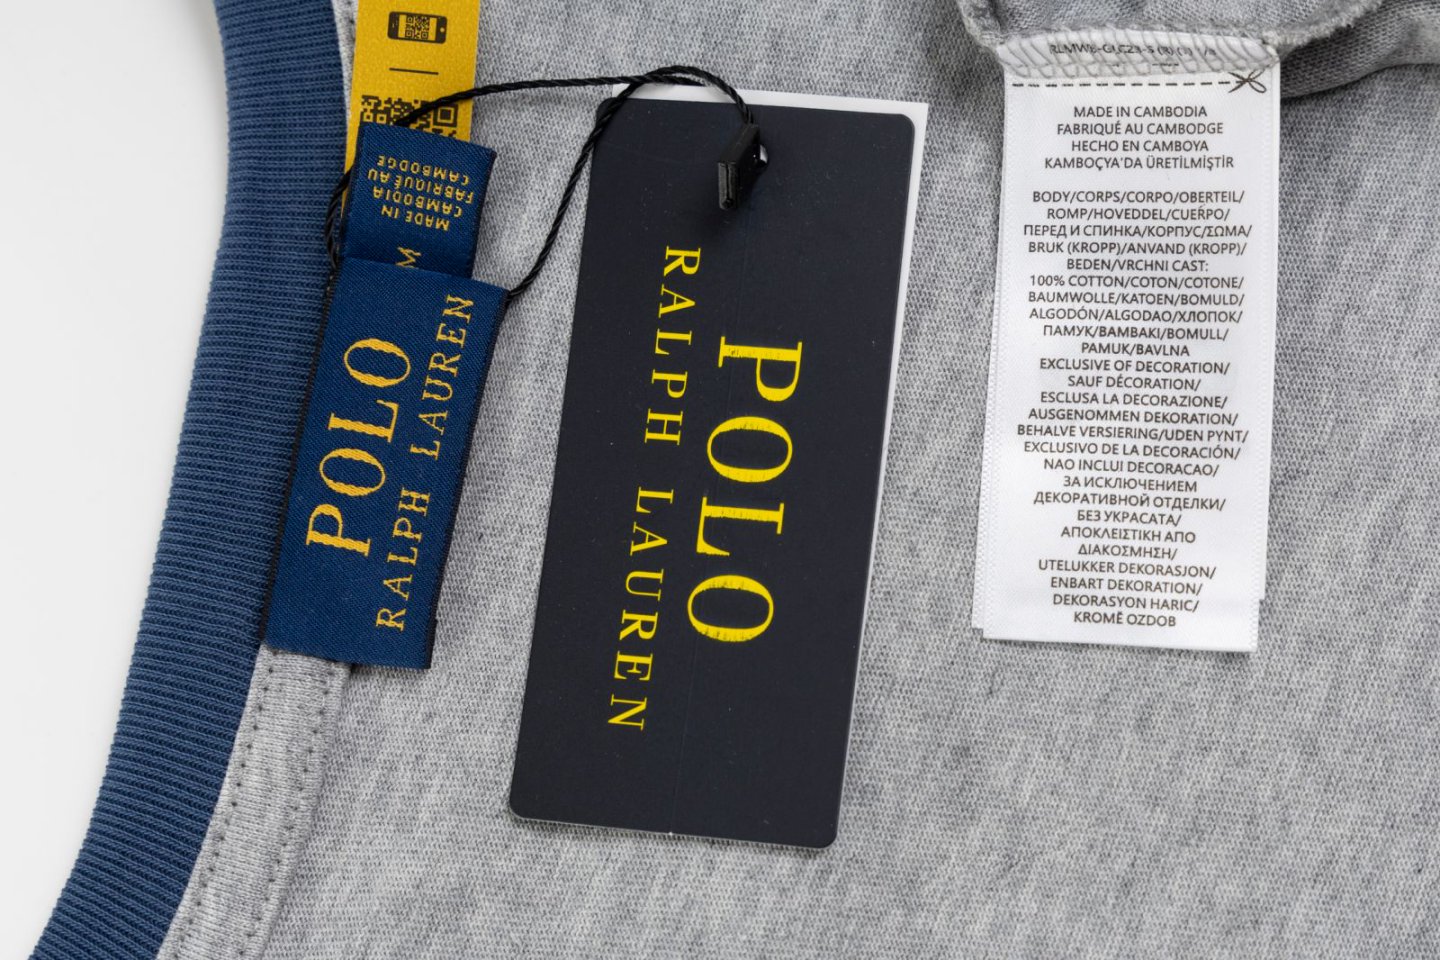 MADE IN
CAMBODIA
FABRIQUÉ AU
CAMBODGE
M
POLO
RALPH LAUREN
POLO
RALPH LAUREN
MADE IN CAMBODIA
FABRIQUÉ AU CAMBODGE
HECHO EN CAMBOYA
KAMBOÇYA'DA ÜRETİLMİŞTİR
BODY/CORPS/CORPO/OBERTEIL/
ROMP/HOVEDDEL/CUERPO/
ПЕРЕД И СПИНКА/КОРПУС/ΣΩΜΑ/
BRUK (KROPP)/ANVAND (KROPP)/
BEDEN/VRCHNI CAST:
100% COTTON/COTON/COTONE/
BAUMWOLLE/KATOEN/BOMULD/
ALGODÓN/ALGODAO/ХЛОПОК/
ПАМУК/BAMBAKI/BOMULL/
PAMUK/BAVLNA
EXCLUSIVE OF DECORATION/
SAUF DÉCORATION/
ESCLUSA LA DECORAZIONE/
AUSGENOMMEN DEKORATION/
BEHALVE VERSIERING/UDEN PYNT/
EXCLUSIVO DE LA DECORACIÓN/
NAO INCLUI DECORACAO/
ЗА ИСКЛЮЧЕНИЕМ
ДЕКОРАТИВНОЙ ОТДЕЛКИ/
БЕЗ УКРАСАТА/
ΑΠΟΚΛΕΙΣΤΙΚΗ ΑΠΟ
ΔΙΑΚΟΣΜΗΣΗ/
UTELUKKER DEKORASJON/
ENBART DEKORATION/
DEKORASYON HARIC/
KROMĚ OZDOB